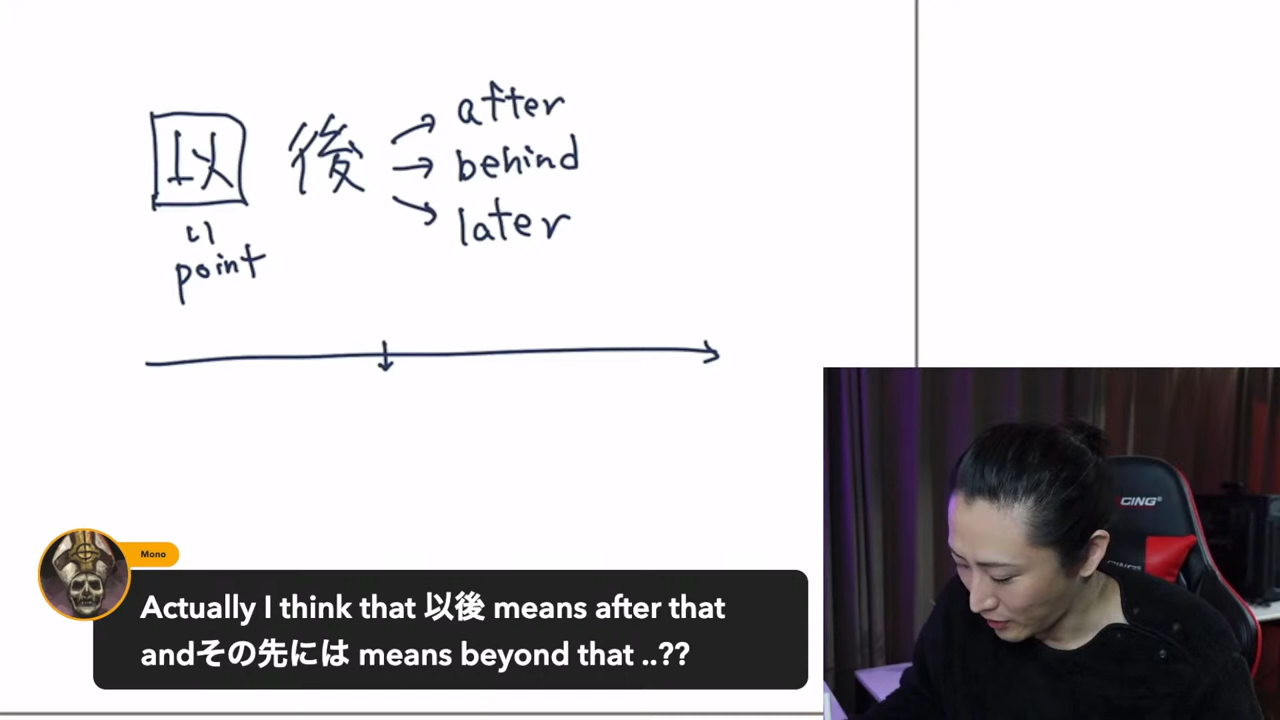 以後
after
behind
later
い
point
Mono
Actually I think that 以後 means after that
andその先には means beyond that ..??
CING
CING